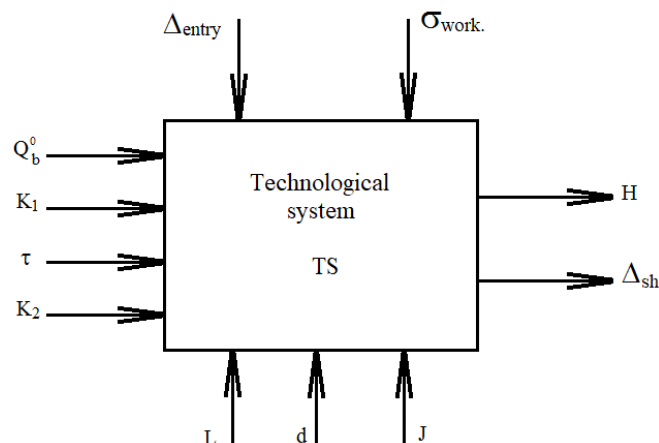 Δentry
σwork.
Q⁰b
K₁
τ
K₂
Technological
system
TS
H
Δsh
L
d
J